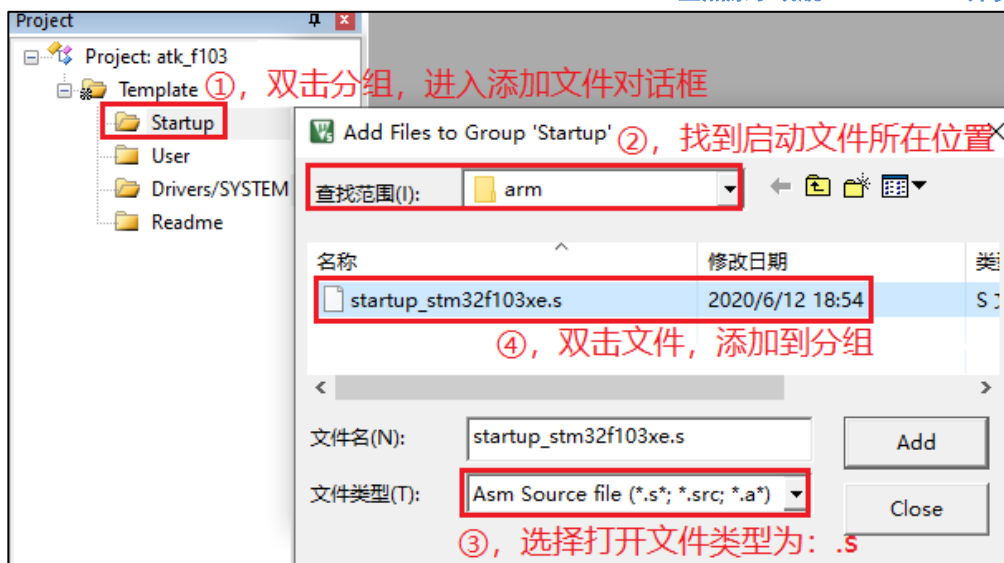 Project
Project: atk_f103
Template ①，双击分组，进入添加文件对话框
Startup
Add Files to Group 'Startup' ②，找到启动文件所在位置
User
Drivers/SYSTEM
查找范围(I): arm
Readme
名称 修改日期
startup_stm32f103xe.s 2020/6/12 18:54 S
④，双击文件，添加到分组
文件名(N): startup_stm32f103xe.s Add
文件类型(T): Asm Source file (*.s*; *.src; *.a*) Close
③，选择打开文件类型为：.s